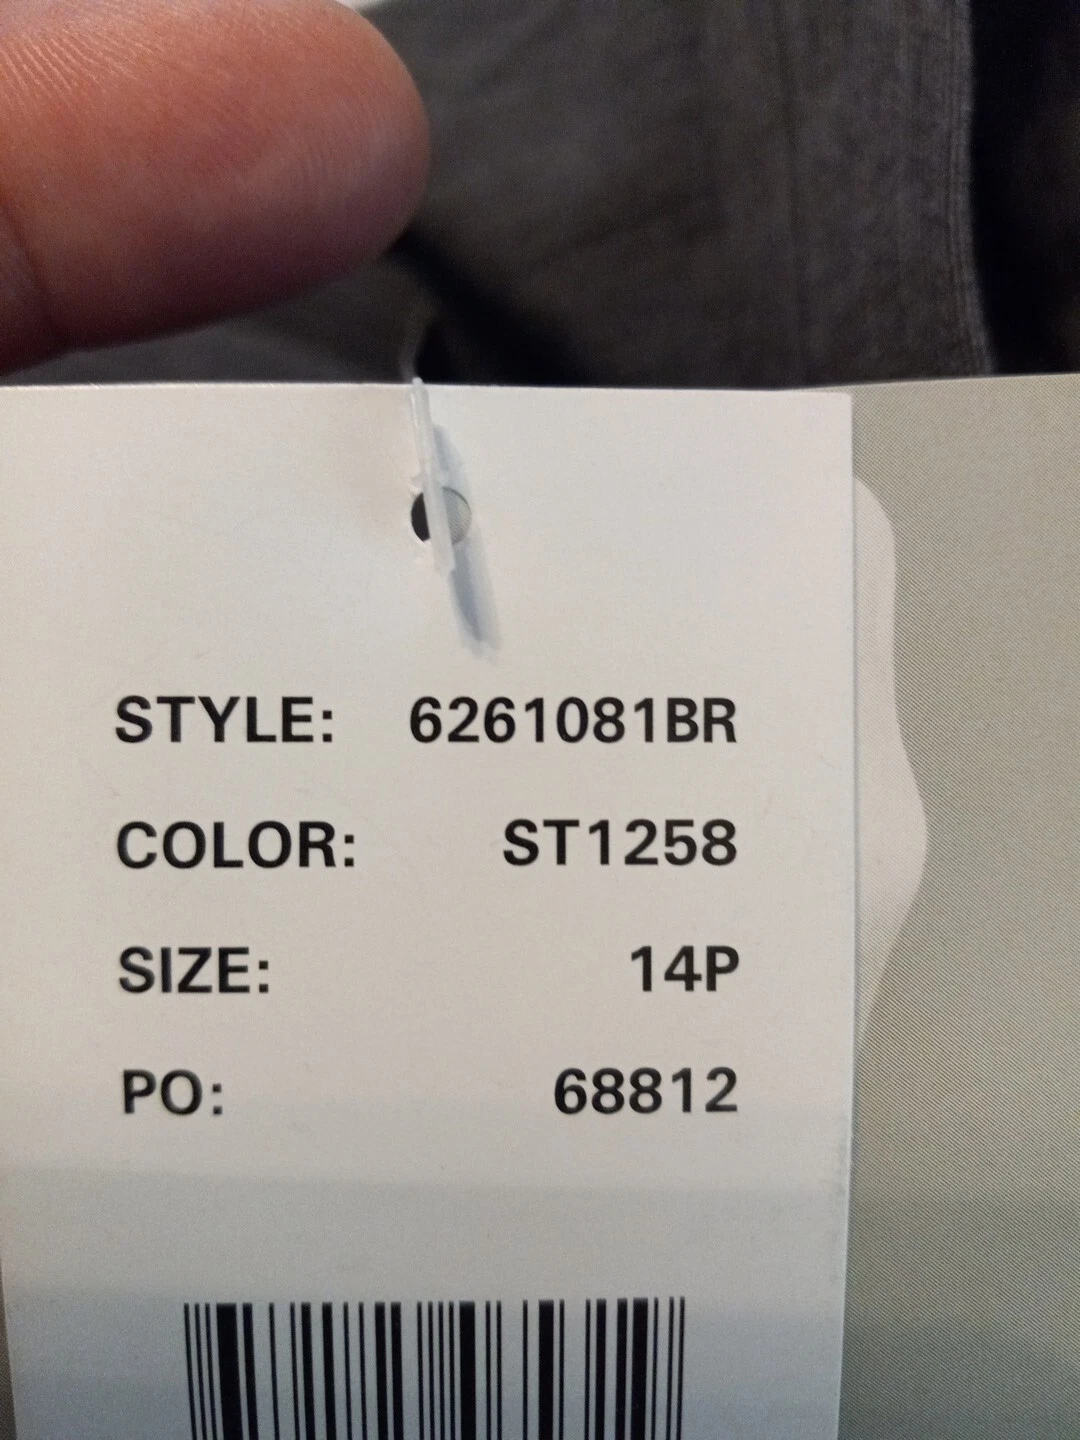 STYLE: 6261081BR
COLOR: ST1258
SIZE: 14P
PO: 68812